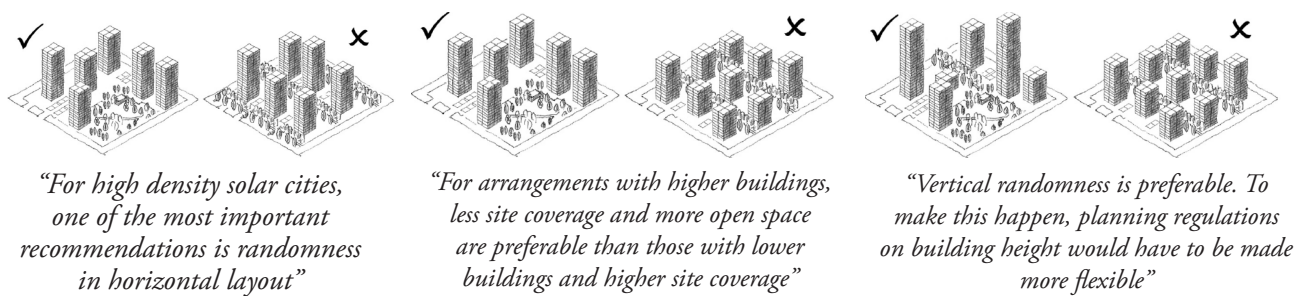 “For high density solar cities,
one of the most important
recommendations is randomness
in horizontal layout”
“For arrangements with higher buildings,
less site coverage and more open space
are preferable than those with lower
buildings and higher site coverage”
“Vertical randomness is preferable. To
make this happen, planning regulations
on building height would have to be made
more flexible”